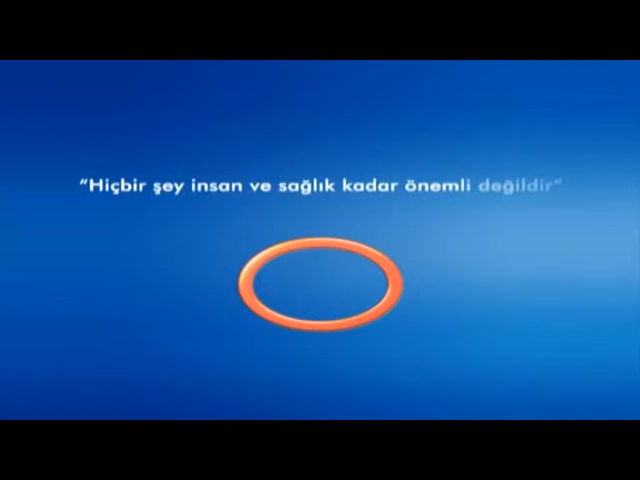 “Hiçbir şey insan ve sağlık kadar önemli değildir”